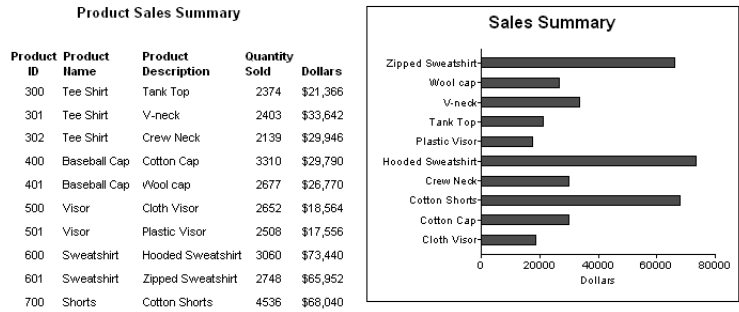 Product Sales Summary
Product Product Product Quantity
ID Name Description Sold Dollars
300 Tee Shirt Tank Top 2374 $21,366
301 Tee Shirt V-neck 2403 $33,642
302 Tee Shirt Crew Neck 2139 $29,946
400 Baseball Cap Cotton Cap 3310 $29,790
401 Baseball Cap Wool cap 2677 $26,770
500 Visor Cloth Visor 2652 $18,564
501 Visor Plastic Visor 2508 $17,556
600 Sweatshirt Hooded Sweatshirt 3060 $73,440
601 Sweatshirt Zipped Sweatshirt 2748 $65,952
700 Shorts Cotton Shorts 4536 $68,040
Sales Summary
Zipped Sweatshirt
Wool cap
V-neck
Tank Top
Plastic Visor
Hooded Sweatshirt
Crew Neck
Cotton Shorts
Cotton Cap
Cloth Visor
0 20000 40000 60000 80000
Dollars